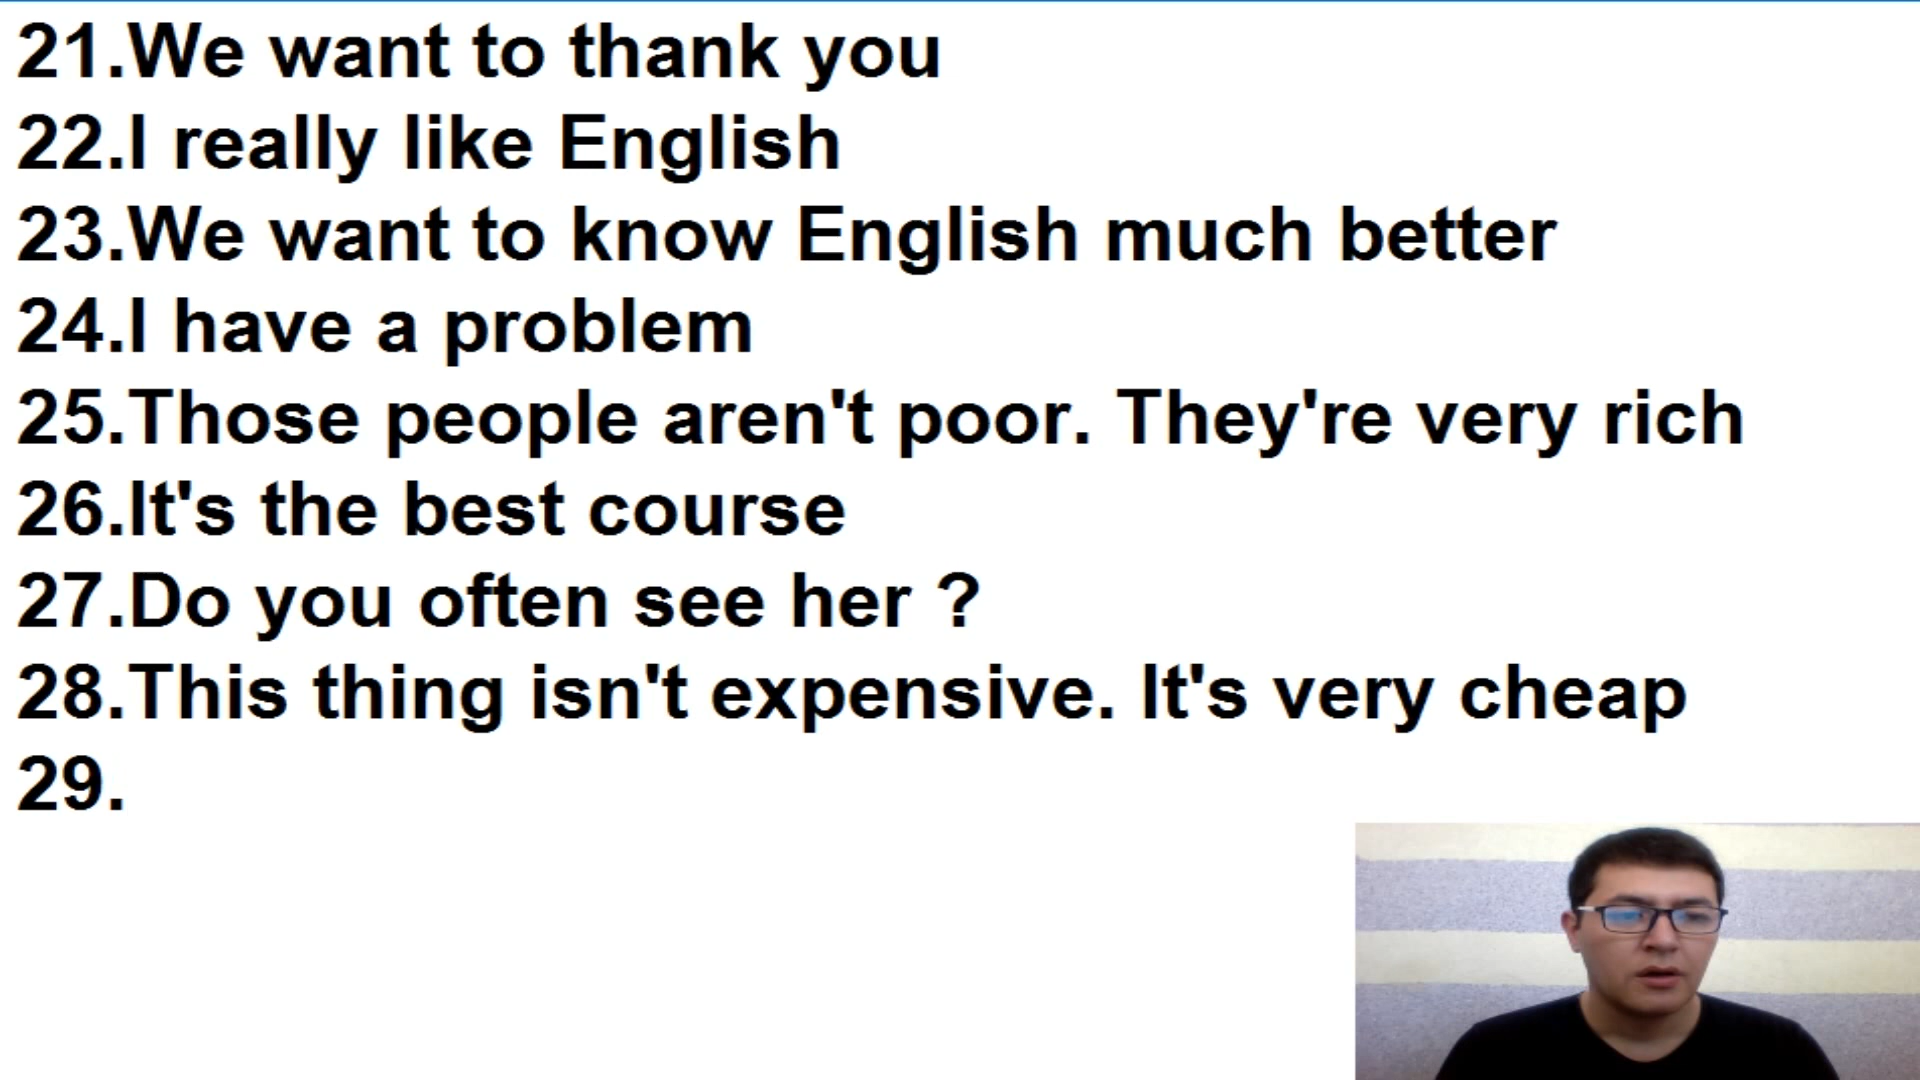 21.We want to thank you
22.I really like English
23.We want to know English much better
24.I have a problem
25.Those people aren't poor. They're very rich
26.It's the best course
27.Do you often see her ?
28.This thing isn't expensive. It's very cheap
29.